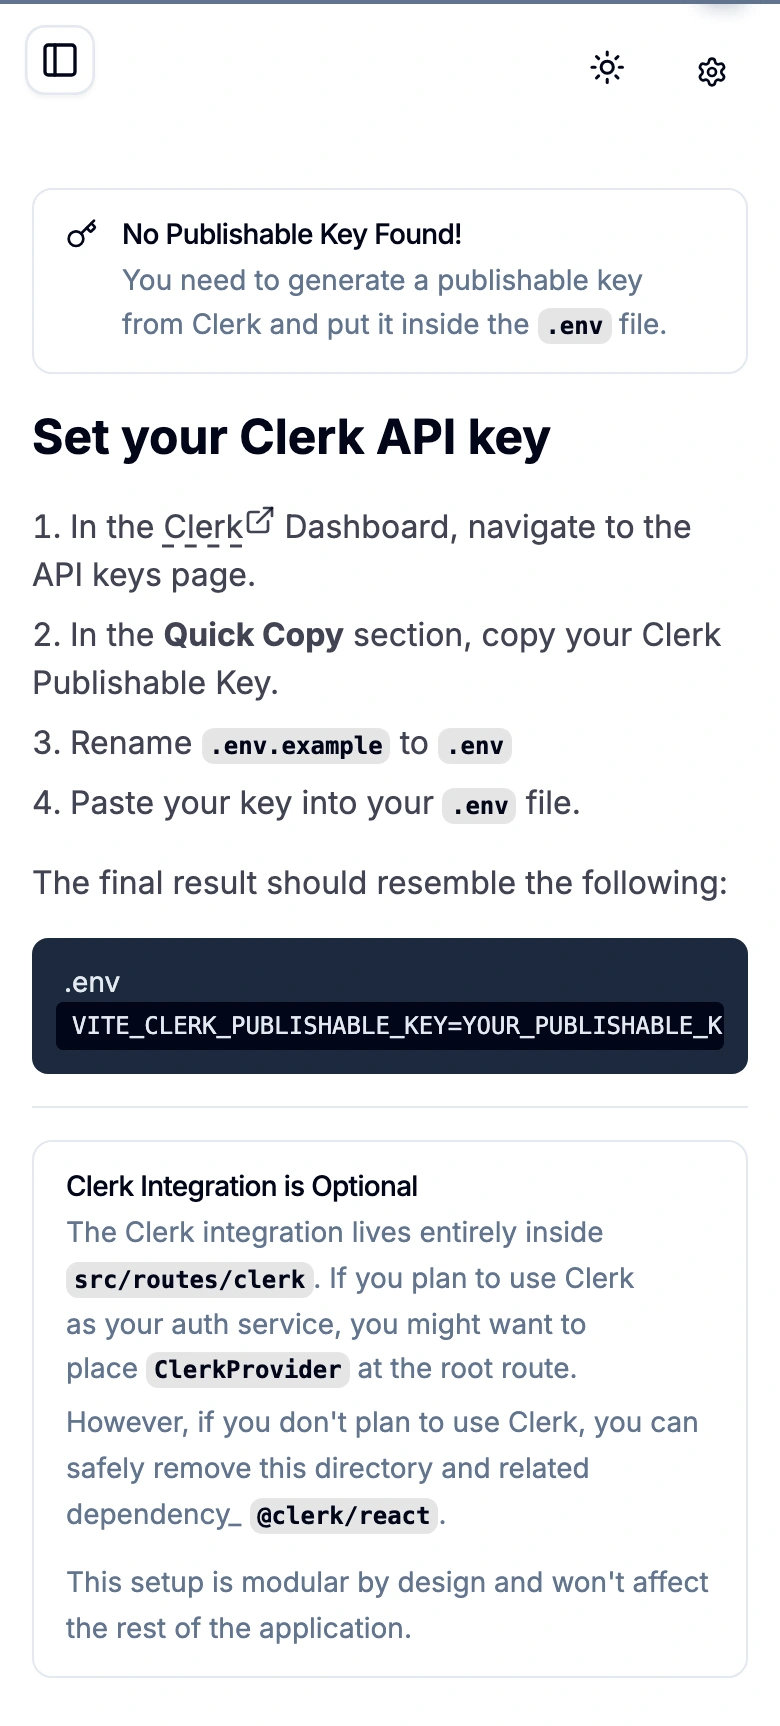 No Publishable Key Found!
You need to generate a publishable key
from Clerk and put it inside the .env file.
Set your Clerk API key
1. In the Clerk Dashboard, navigate to the
API keys page.
2. In the Quick Copy section, copy your Clerk
Publishable Key.
3. Rename .env.example to .env
4. Paste your key into your .env file.
The final result should resemble the following:
.env
VITE_CLERK_PUBLISHABLE_KEY=YOUR_PUBLISHABLE_K
Clerk Integration is Optional
The Clerk integration lives entirely inside
src/routes/clerk. If you plan to use Clerk
as your auth service, you might want to
place ClerkProvider at the root route.
However, if you don't plan to use Clerk, you can
safely remove this directory and related
dependency_ @clerk/react.
This setup is modular by design and won't affect
the rest of the application.